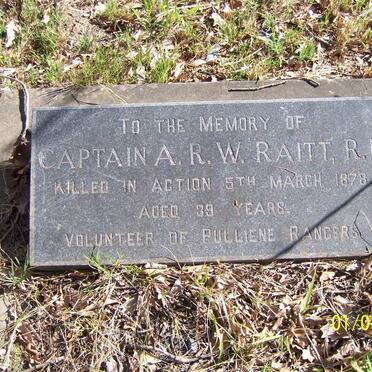 TO THE MEMORY OF
CAPTAIN A. R. W. RAITT, R.
KILLED IN ACTION 5TH MARCH 1878
AGED 39 YEARS.
VOLUNTEER OF PULLIENE RANGERS
01/0